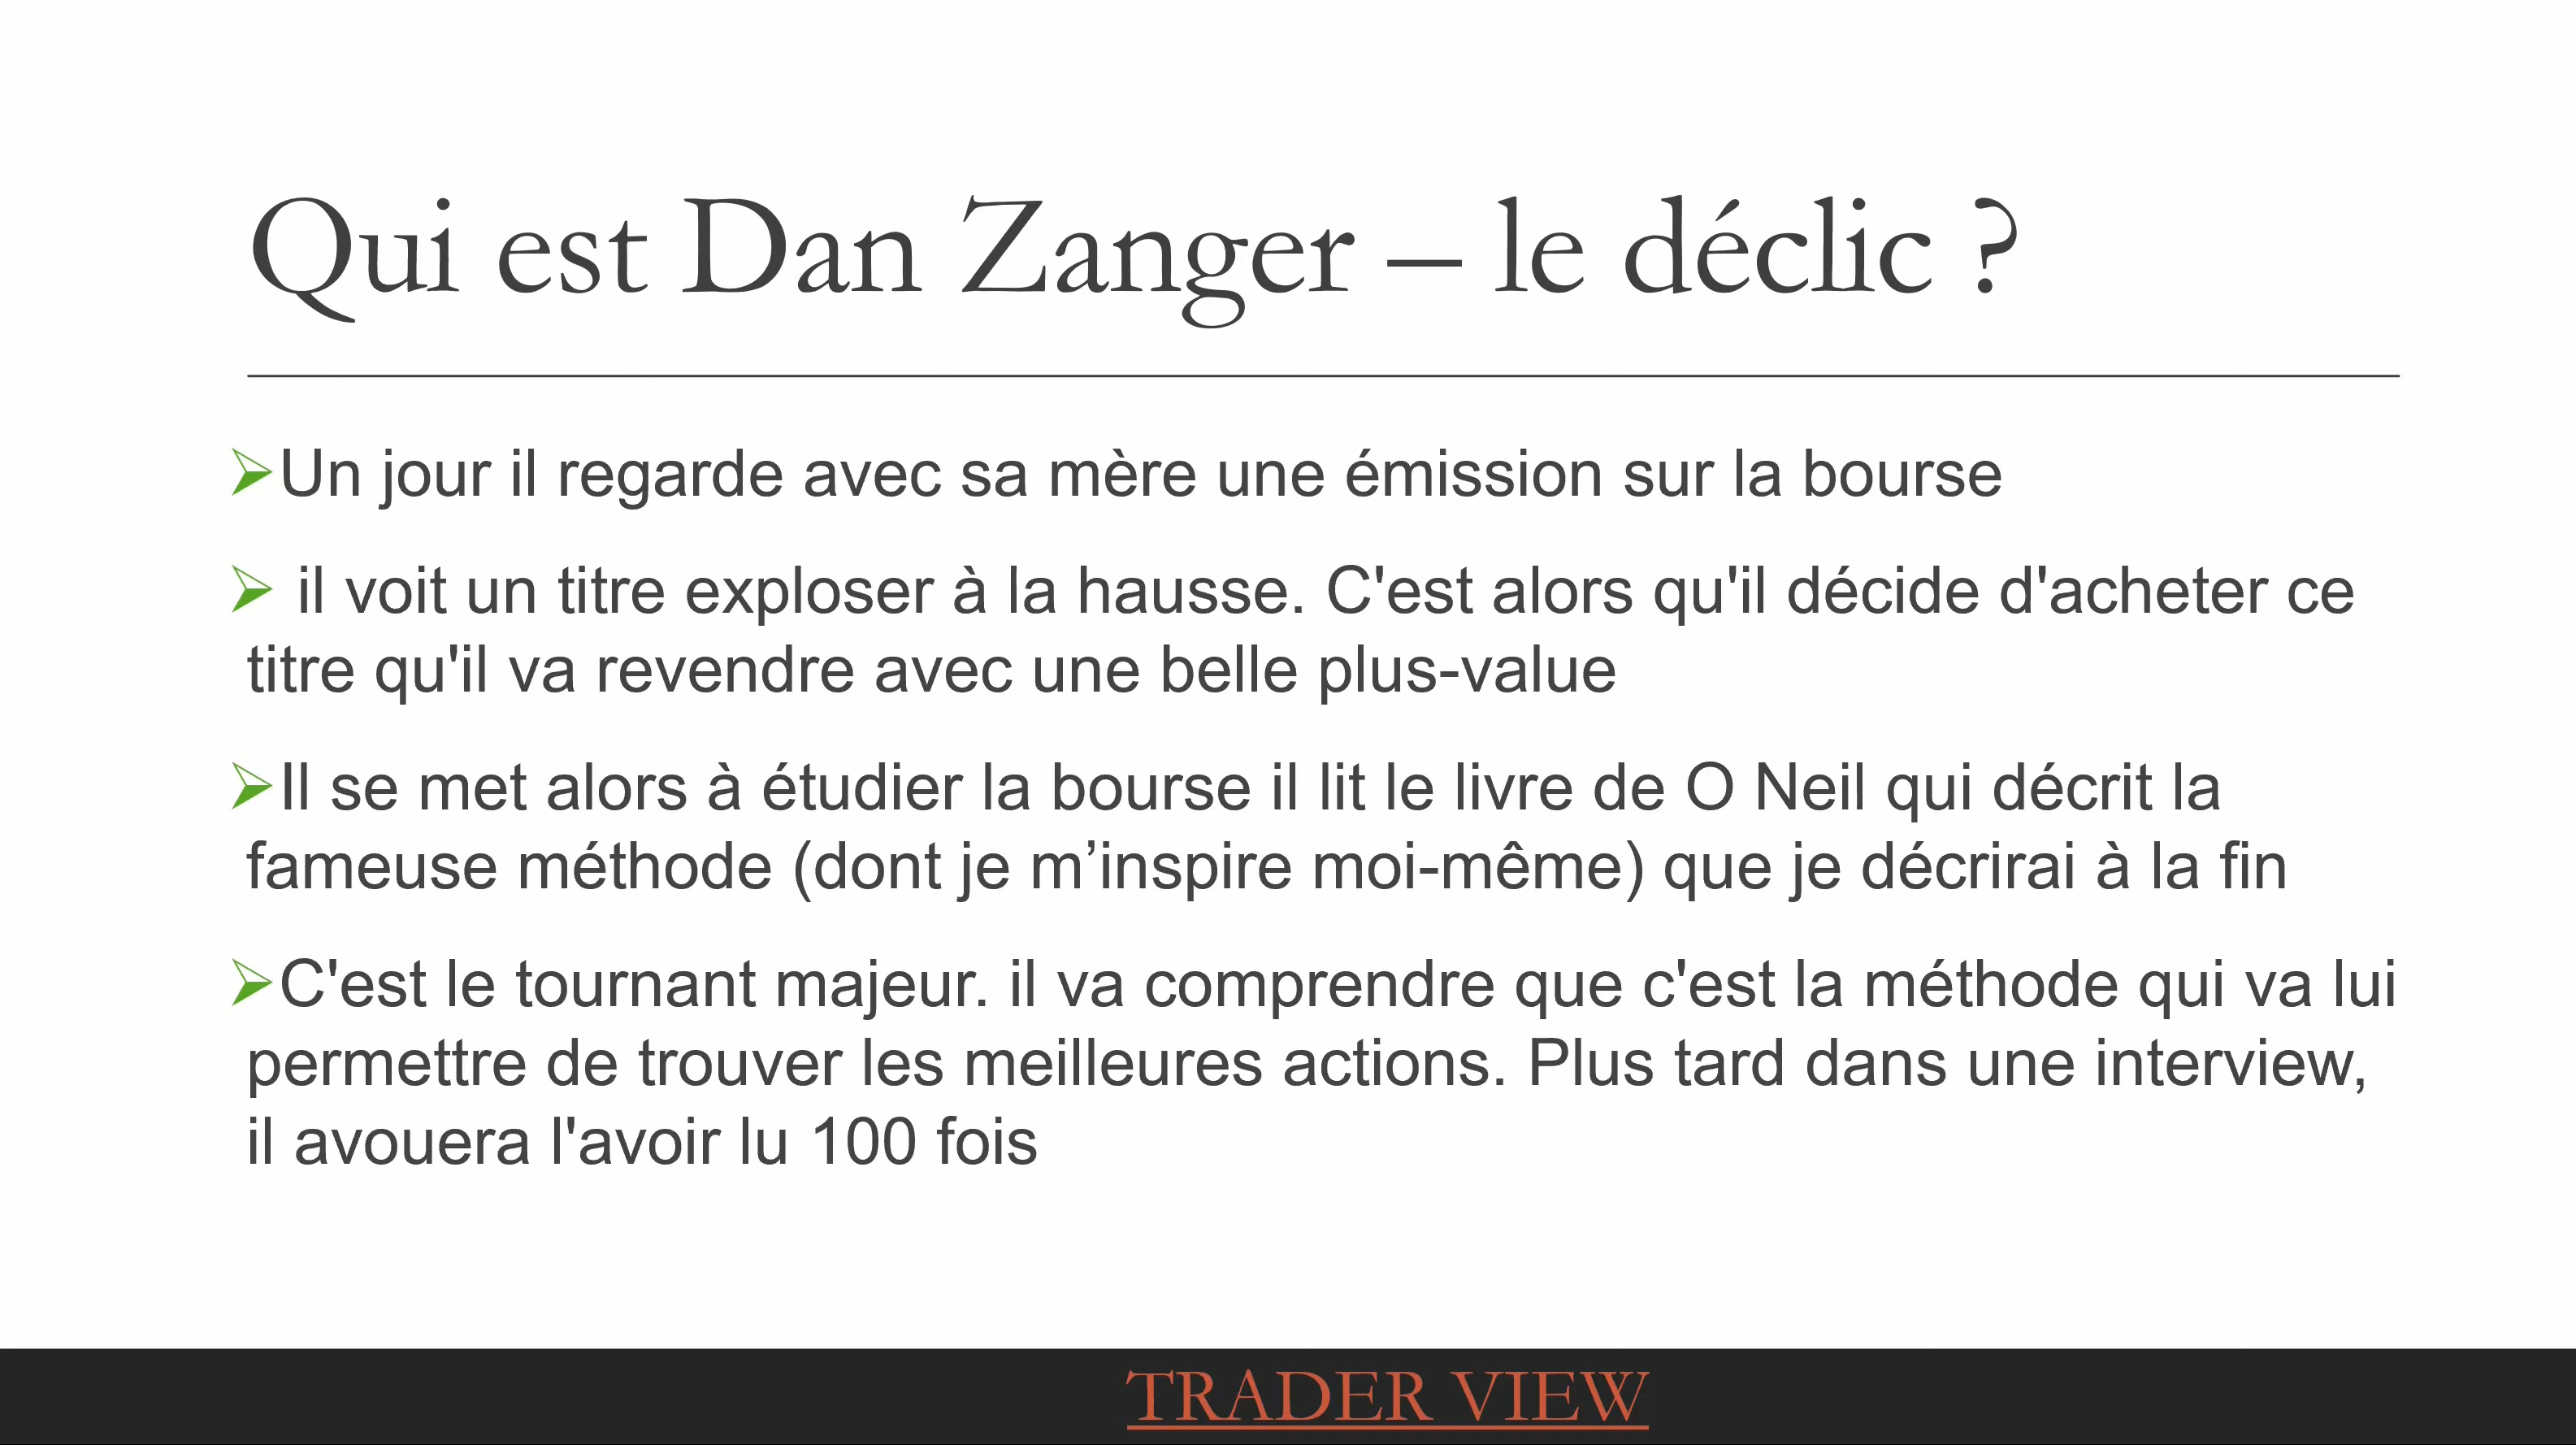 Qui est Dan Zanger – le déclic ?
➢Un jour il regarde avec sa mère une émission sur la bourse
➢ il voit un titre exploser à la hausse. C'est alors qu'il décide d'acheter ce
titre qu'il va revendre avec une belle plus-value
➢Il se met alors à étudier la bourse il lit le livre de O Neil qui décrit la
fameuse méthode (dont je m’inspire moi-même) que je décrirai à la fin
➢C'est le tournant majeur. il va comprendre que c'est la méthode qui va lui
permettre de trouver les meilleures actions. Plus tard dans une interview,
il avouera l'avoir lu 100 fois
TRADER VIEW